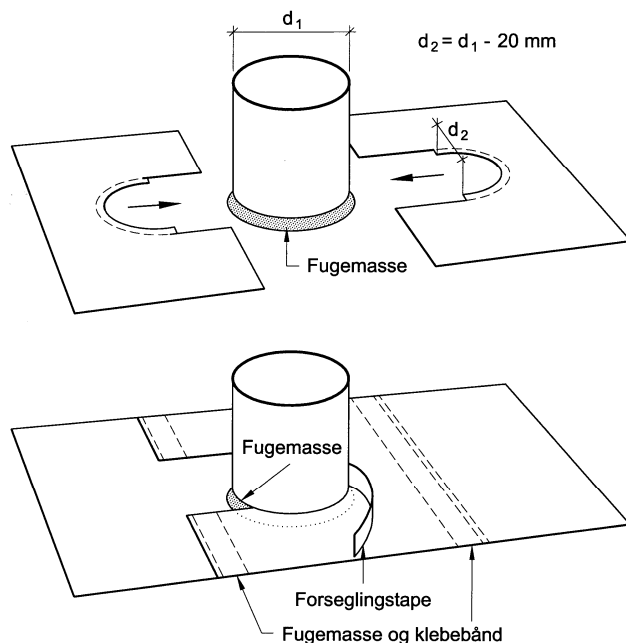 d₁
d₂ = d₁ - 20 mm
d₂
Fugemasse
Fugemasse
Forseglingstape
Fugemasse og klebebånd